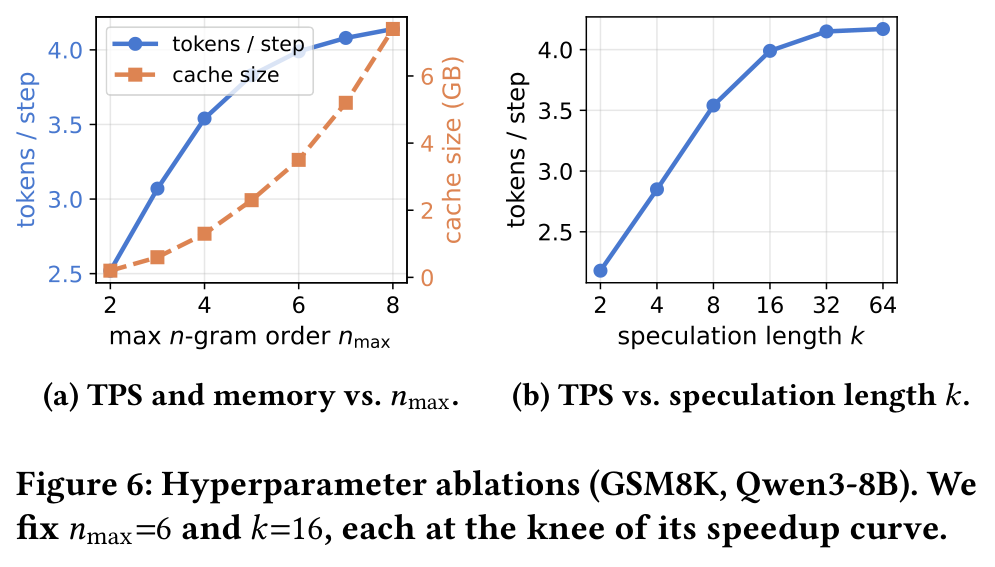 tokens / step
cache size
4.0
3.5
3.0
2.5
tokens / step
6
4
2
0
cache size (GB)
2 4 6 8
max n-gram order nmax
(a) TPS and memory vs. nmax.
4.0
3.5
3.0
2.5
tokens / step
2 4 8 16 32 64
speculation length k
(b) TPS vs. speculation length k.
Figure 6: Hyperparameter ablations (GSM8K, Qwen3-8B). We
fix nmax=6 and k=16, each at the knee of its speedup curve.